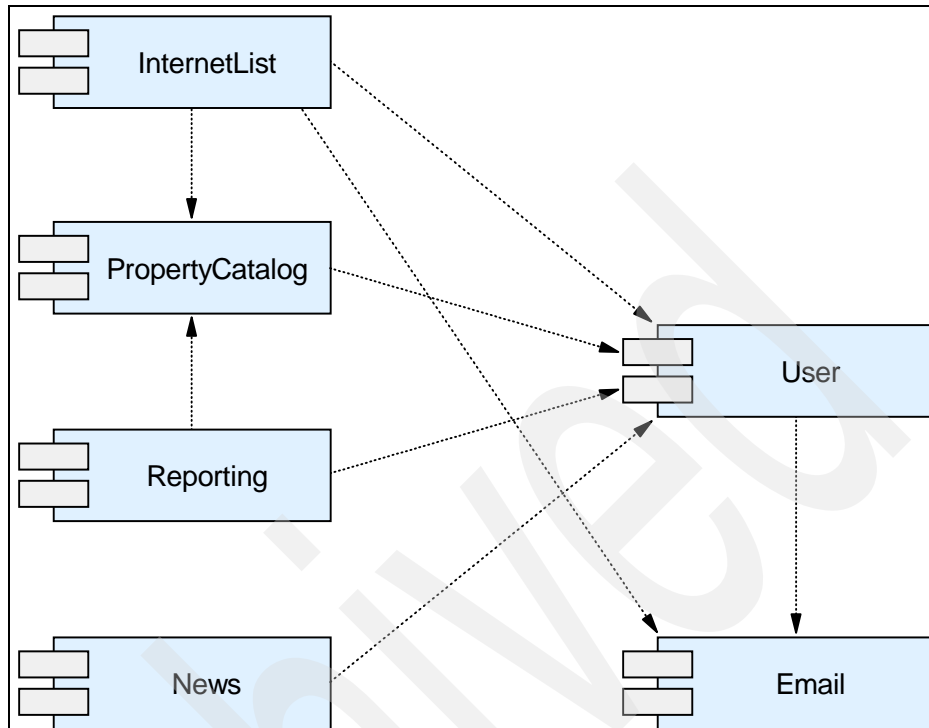 InternetList
PropertyCatalog
User
Reporting
News
Email